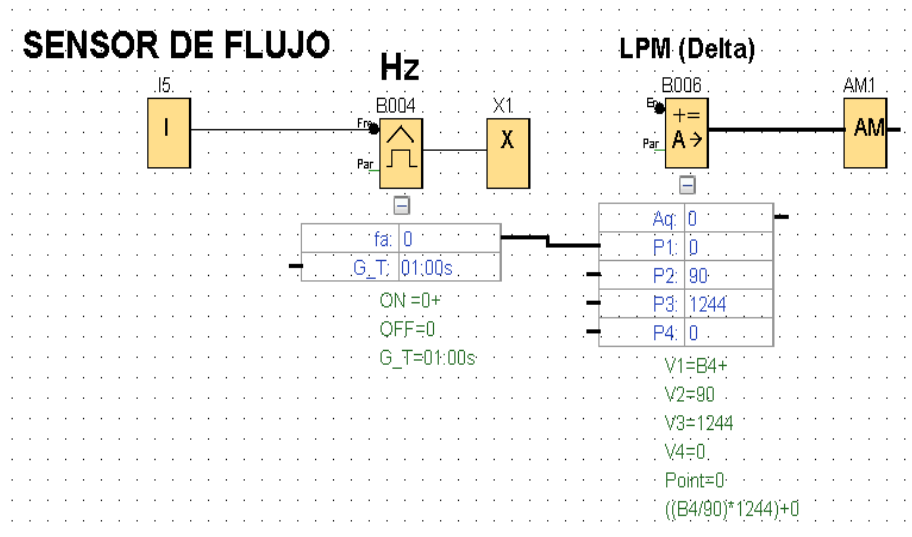 SENSOR DE FLUJO
Hz
LPM (Delta)
I5
B004
X1
B006
AM1
I
Fre
Par
X
En
Par
+=
A→
AM
fa: 0
G_T: 01:00s
ON =0+
OFF=0
G_T=01:00s
Aq: 0
P1: 0
P2: 90
P3: 1244
P4: 0
V1=B4+
V2=90
V3=1244
V4=0
Point=0
((B4/90)*1244)+0